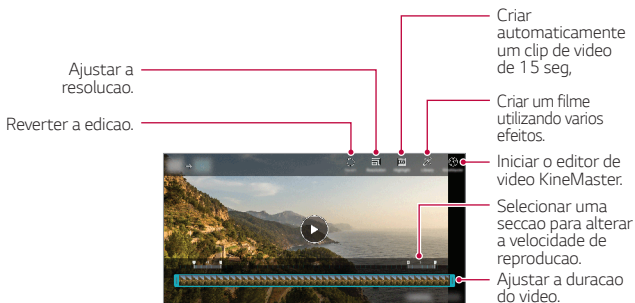 Criar
automaticamente
um clip de video
de 15 seg,
Ajustar a
resolucao.
Reverter a edicao.
Criar um filme
utilizando varios
efeitos.
Iniciar o editor de
video KineMaster.
Selecionar uma
seccao para alterar
a velocidade de
reproducao.
Ajustar a duracao
do video.